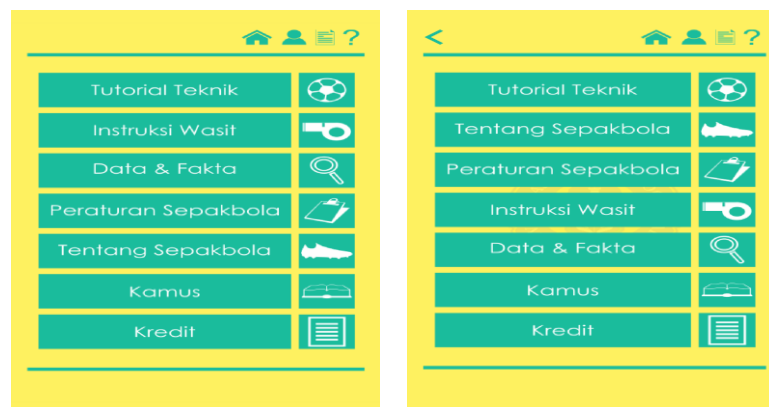 ?
Tutorial Teknik
Instruksi Wasit
Data & Fakta
Peraturan Sepakbola
Tentang Sepakbola
Kamus
Kredit
< ?
Tutorial Teknik
Tentang Sepakbola
Peraturan Sepakbola
Instruksi Wasit
Data & Fakta
Kamus
Kredit